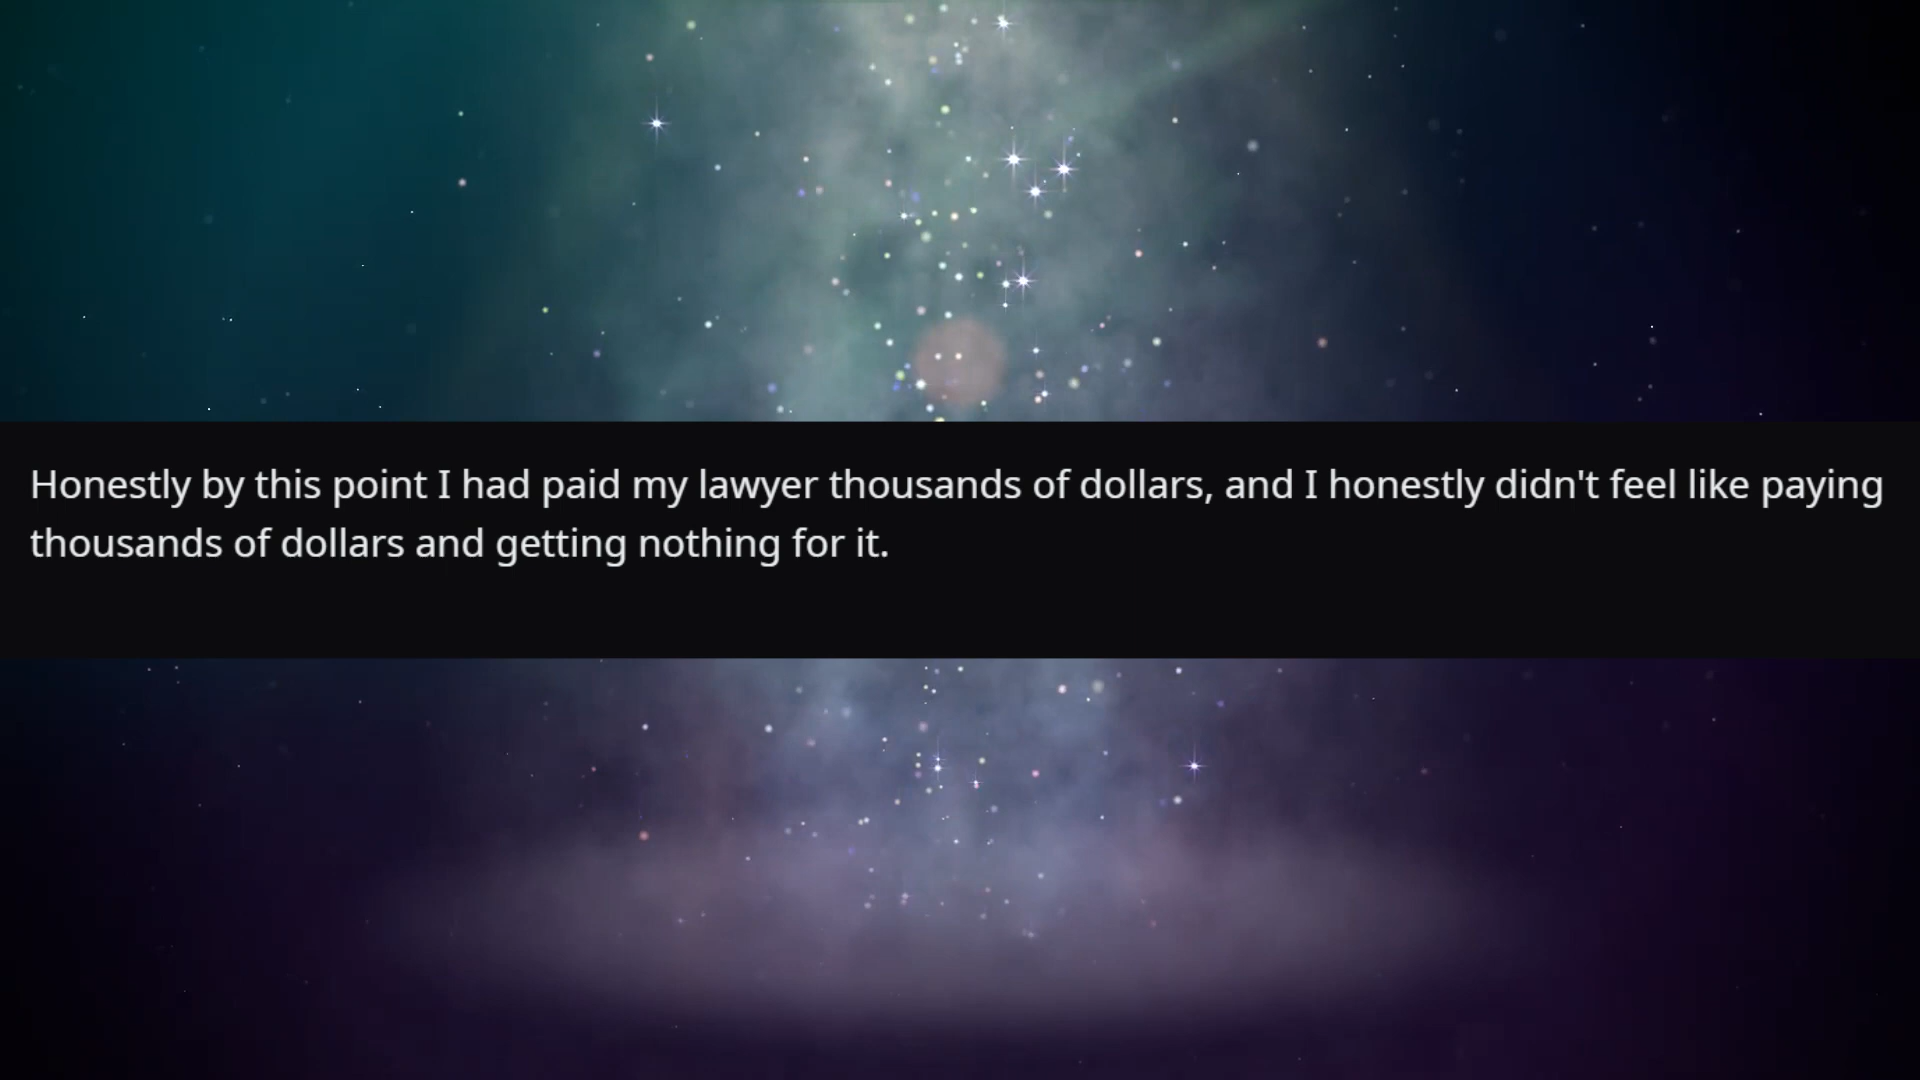 Honestly by this point I had paid my lawyer thousands of dollars, and I honestly didn't feel like paying
thousands of dollars and getting nothing for it.